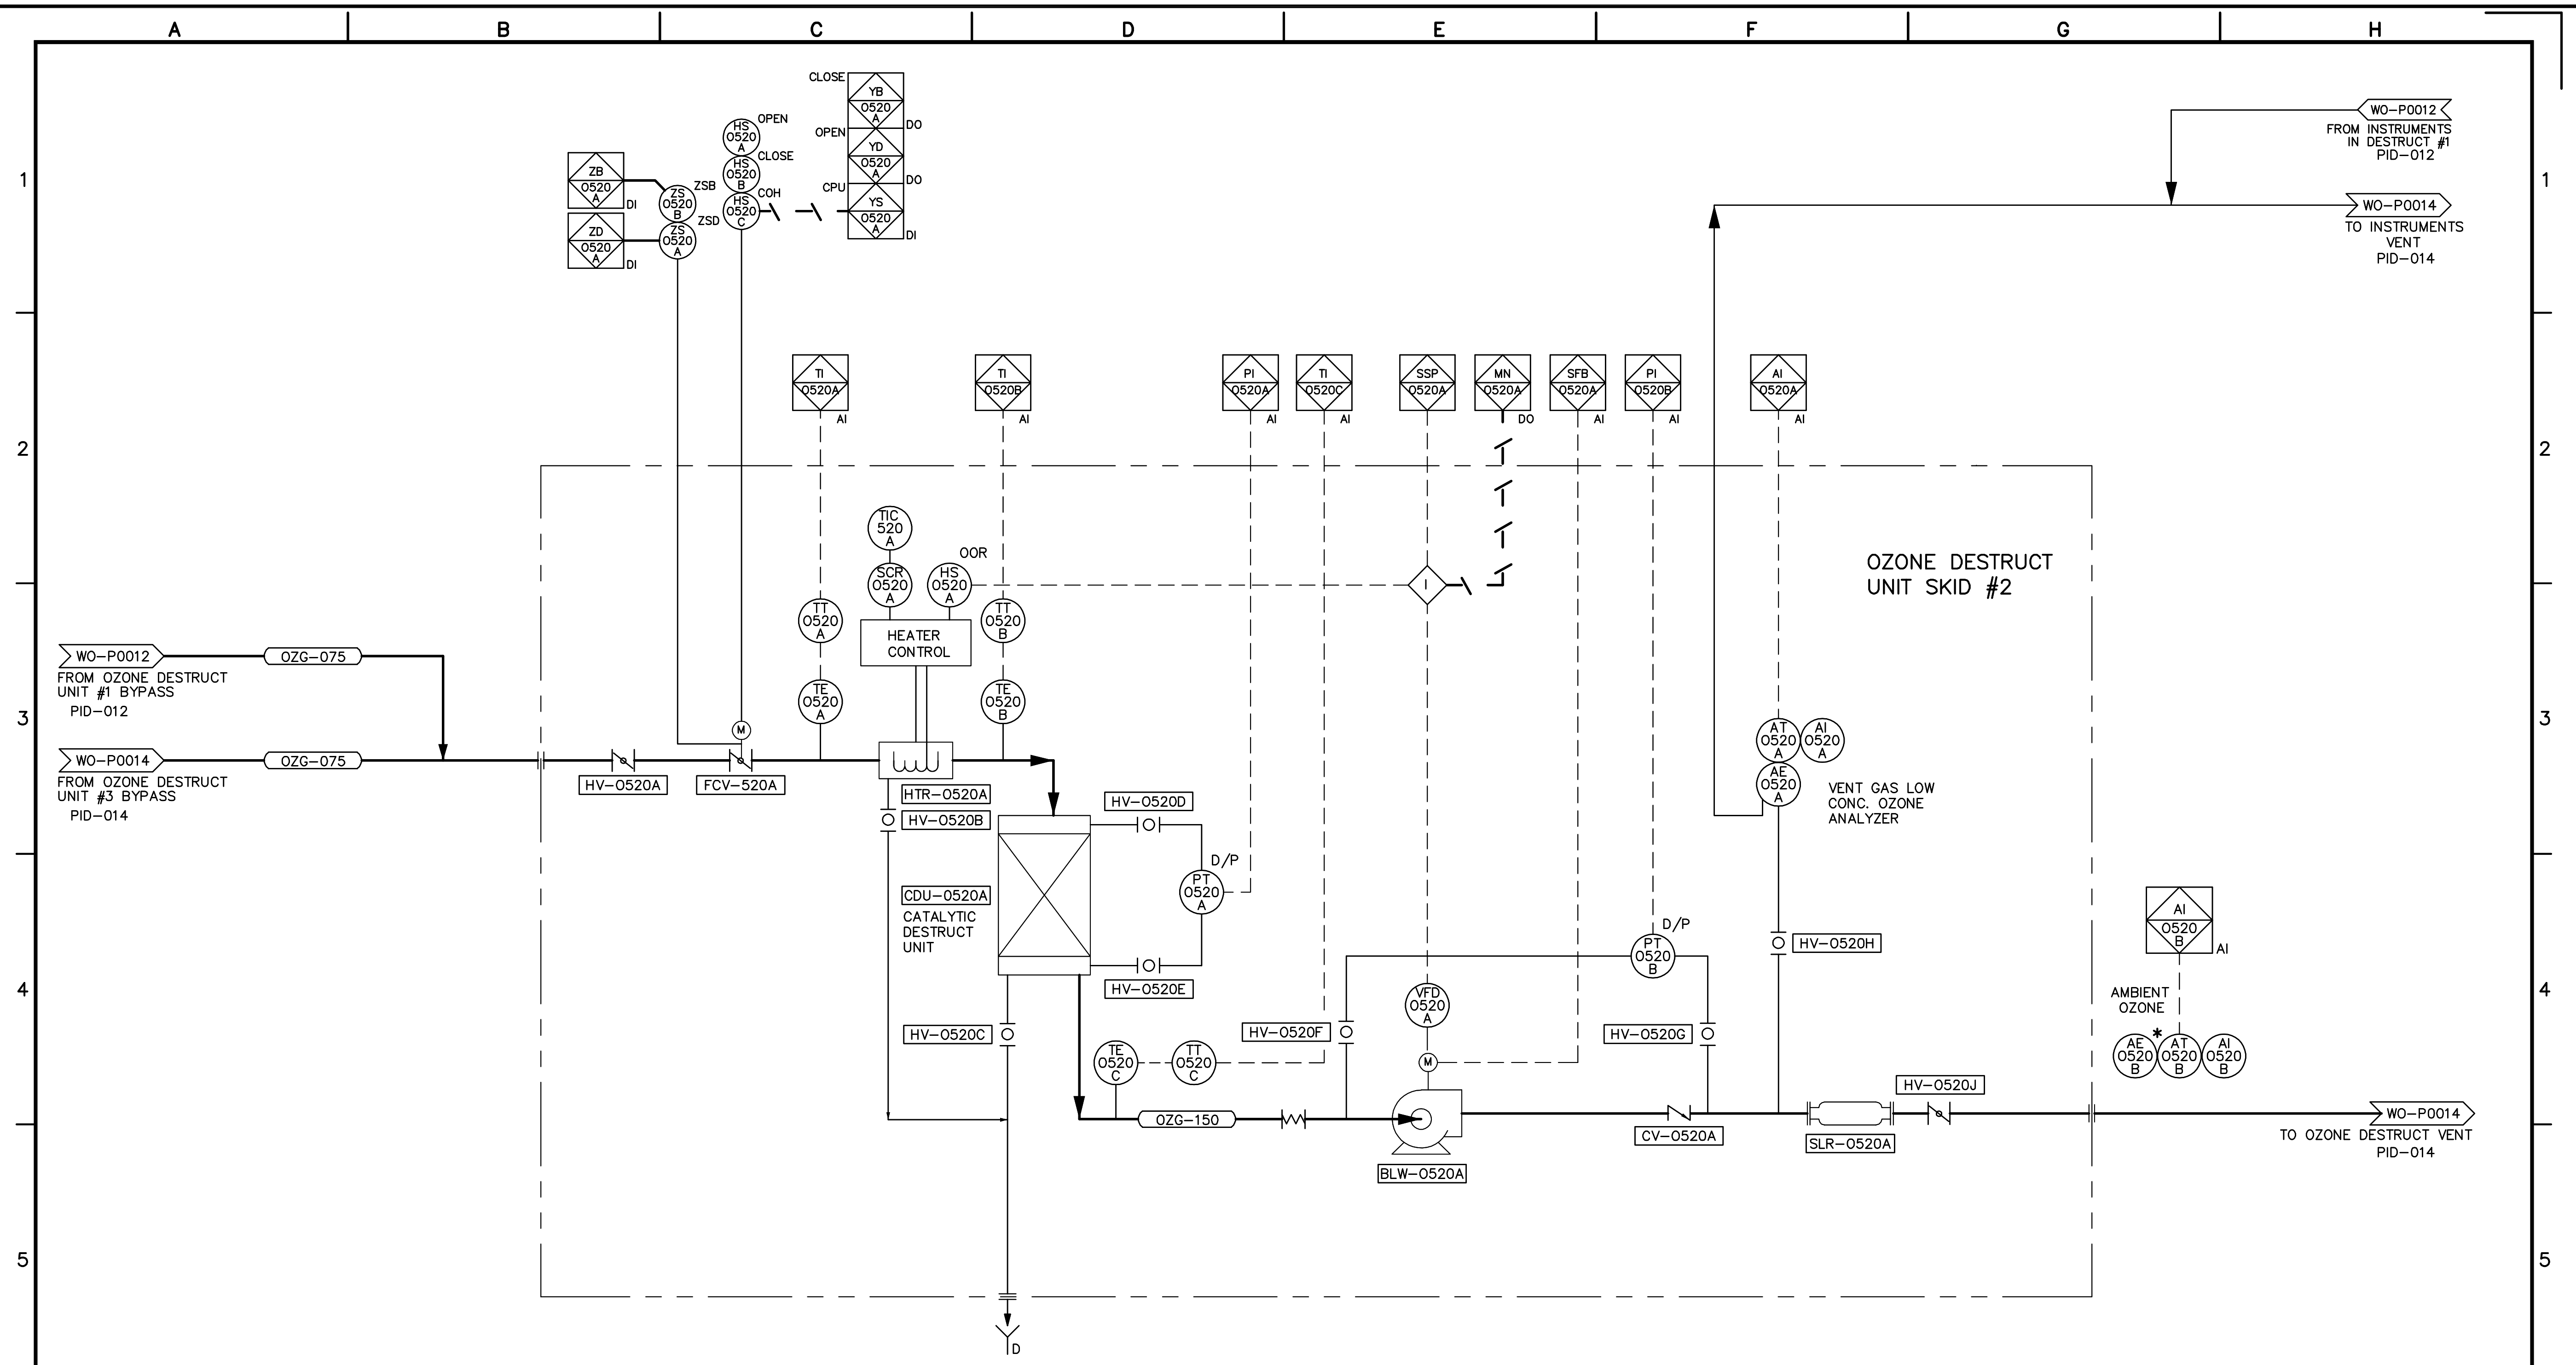 A B C D E F G H
1 1
2 2
3 3
4 4
5 5
CLOSE
YB
0520
A
DO
OPEN
YD
0520
A
DO
CPU
YS
0520
A
DI
HS
0520
A
OPEN
HS
0520
B
CLOSE
HS
0520
C
COH
ZB
0520
A
DI
ZD
0520
A
DI
ZS
0520
B
ZSB
ZS
0520
A
ZSD
WO-P0012
FROM INSTRUMENTS
IN DESTRUCT #1
PID-012
WO-P0014
TO INSTRUMENTS
VENT
PID-014
TI
0520A
AI
TI
0520B
AI
PI
0520A
AI
TI
0520C
AI
SSP
0520A
MN
0520A
DO
SFB
0520A
AI
PI
0520B
AI
AI
0520A
AI
OZONE DESTRUCT
UNIT SKID #2
TIC
520
A
SCR
0520
A
HS
0520
A
OOR
I
TT
0520
A
TT
0520
B
HEATER
CONTROL
TE
0520
A
TE
0520
B
WO-P0012
OZG-075
FROM OZONE DESTRUCT
UNIT #1 BYPASS
PID-012
WO-P0014
OZG-075
FROM OZONE DESTRUCT
UNIT #3 BYPASS
PID-014
M
HV-0520A
FCV-520A
HTR-0520A
HV-0520B
HV-0520D
D/P
PT
0520
A
CDU-0520A
CATALYTIC
DESTRUCT
UNIT
HV-0520E
HV-0520C
AT
0520
A
AI
0520
A
AE
0520
A
VENT GAS LOW
CONC. OZONE
ANALYZER
HV-0520H
D/P
PT
0520
B
VFD
0520
A
M
HV-0520F
HV-0520G
TE
0520
C
TT
0520
C
OZG-150
BLW-0520A
CV-0520A
SLR-0520A
HV-0520J
AI
0520
B
AI
AMBIENT
OZONE
*
AE
0520
B
AT
0520
B
AI
0520
B
WO-P0014
TO OZONE DESTRUCT VENT
PID-014
D